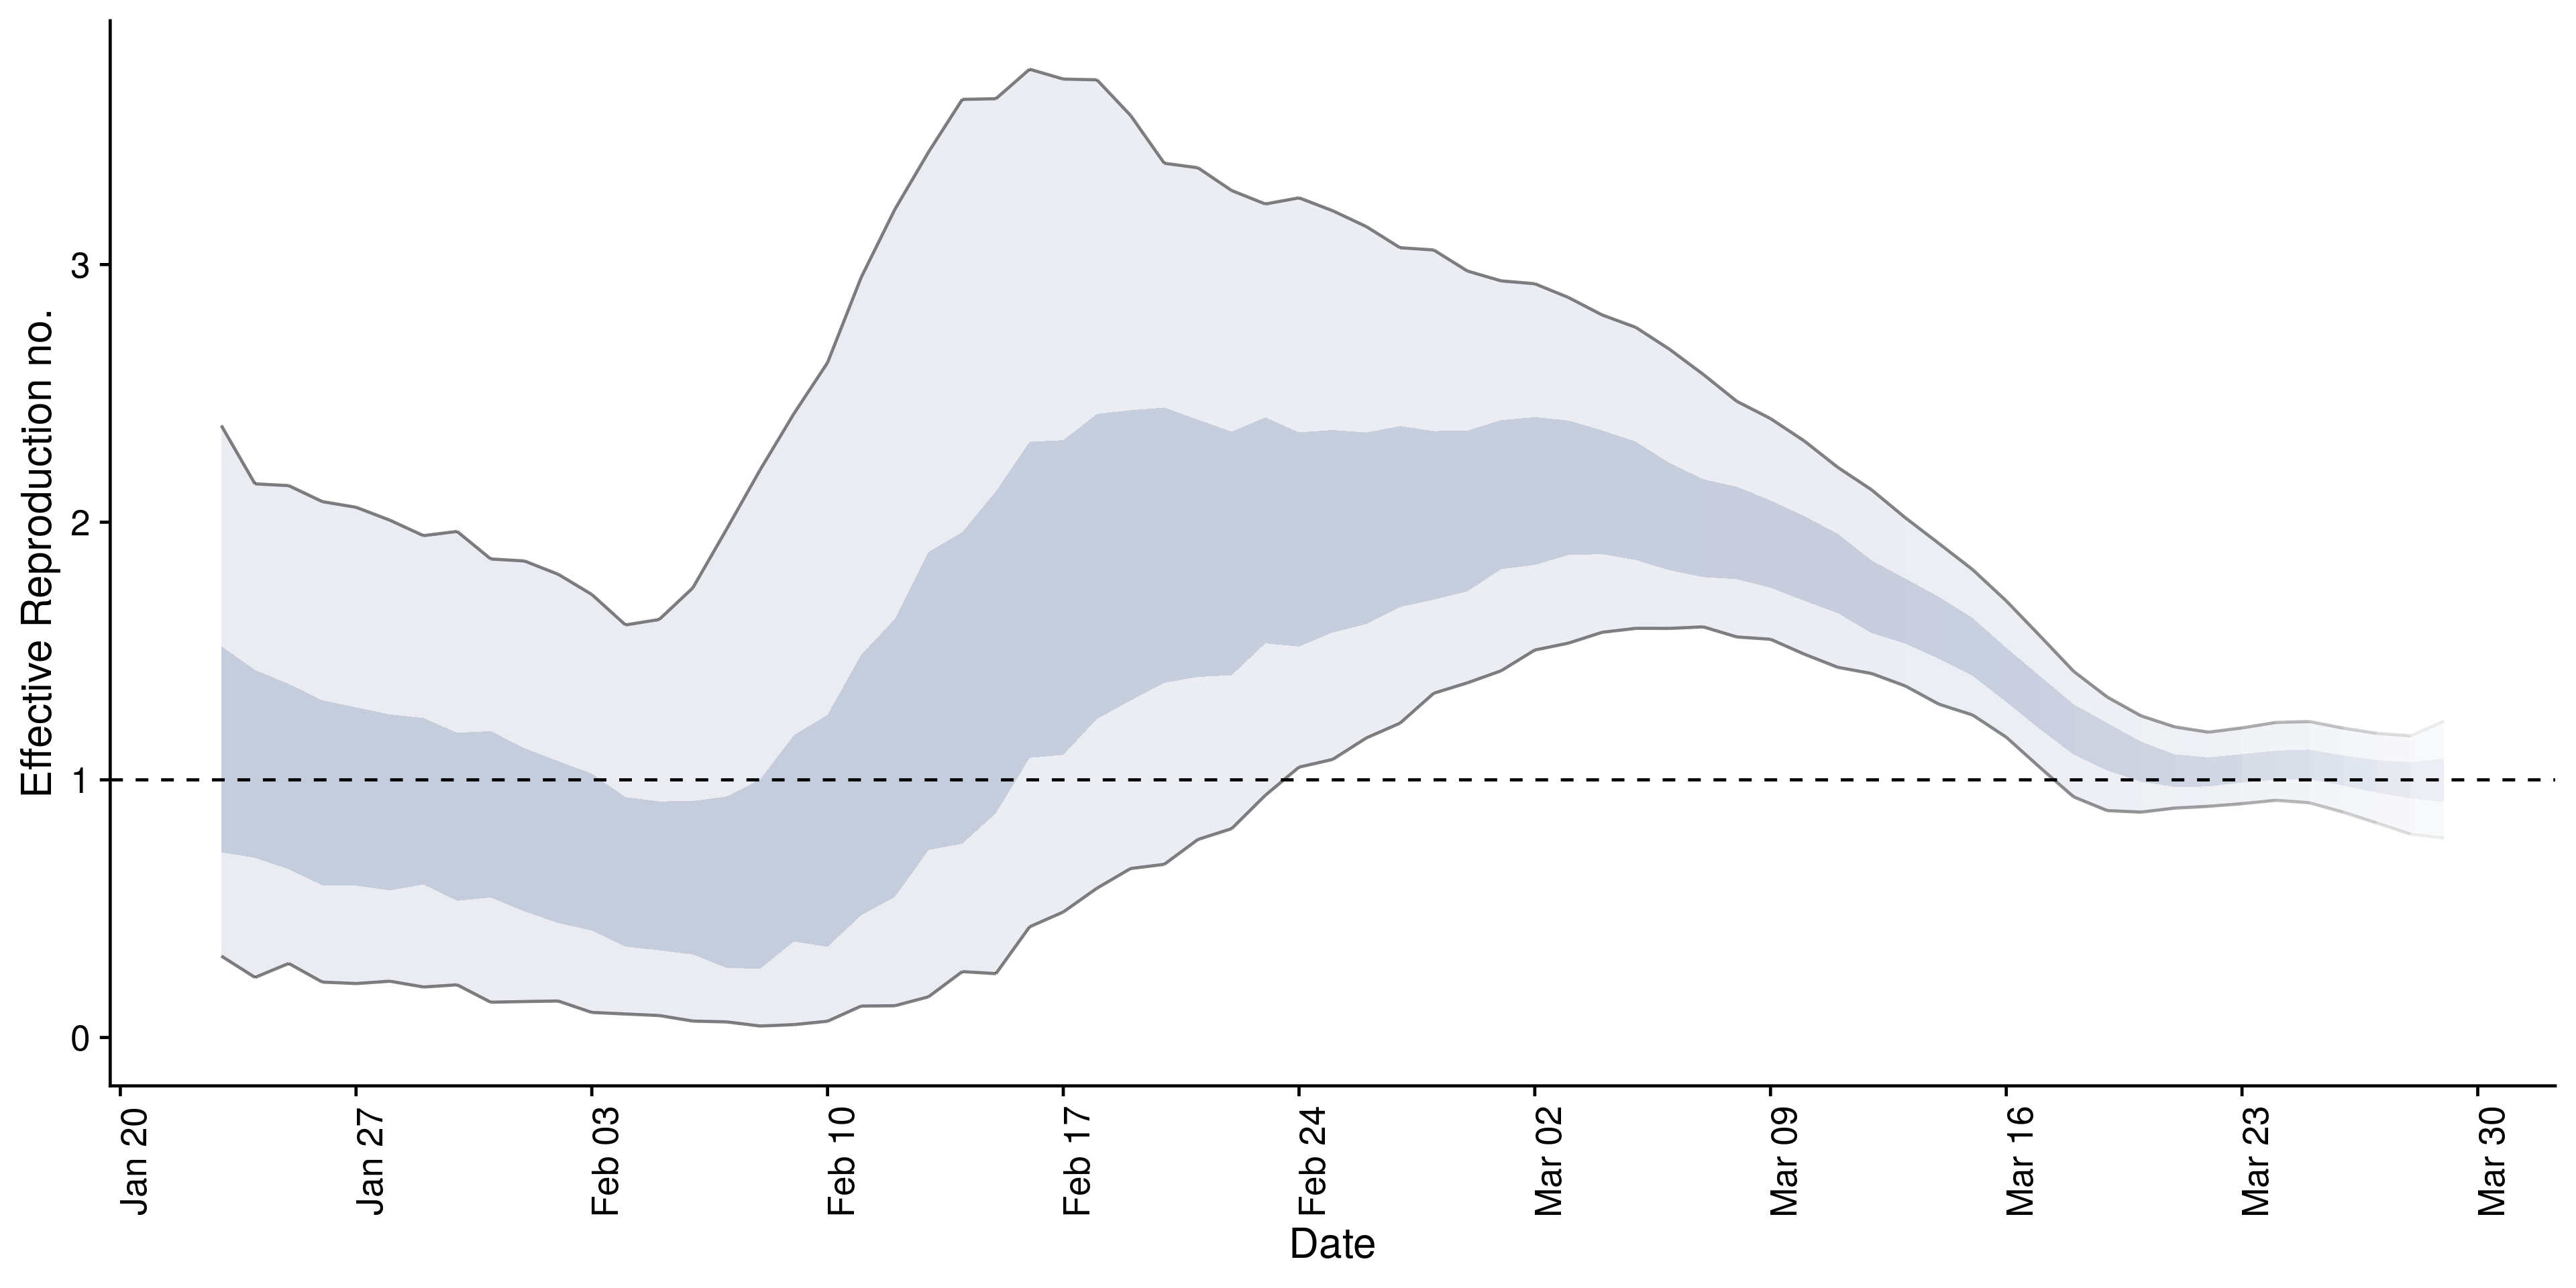 Effective Reproduction no.
3
2
1
0
Jan 20
Jan 27
Feb 03
Feb 10
Feb 17
Feb 24
Mar 02
Mar 09
Mar 16
Mar 23
Mar 30
Date